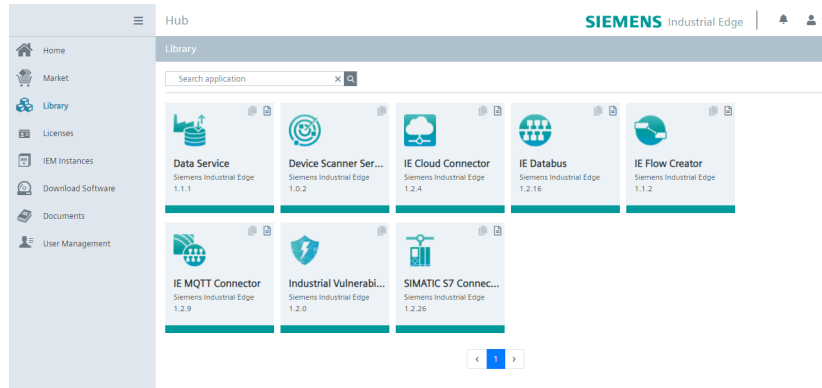 Hub
SIEMENS Industrial Edge
Home
Market
Library
Licenses
IEM Instances
Download Software
Documents
User Management
Library
Search application
Data Service
Siemens Industrial Edge
1.1.1
Device Scanner Ser...
Siemens Industrial Edge
1.0.2
IE Cloud Connector
Siemens Industrial Edge
1.2.4
IE Databus
Siemens Industrial Edge
1.2.16
IE Flow Creator
Siemens Industrial Edge
1.1.2
IE MQTT Connector
Siemens Industrial Edge
1.2.9
Industrial Vulnerabi...
Siemens Industrial Edge
1.2.0
SIMATIC S7 Connec...
Siemens Industrial Edge
1.2.26
1